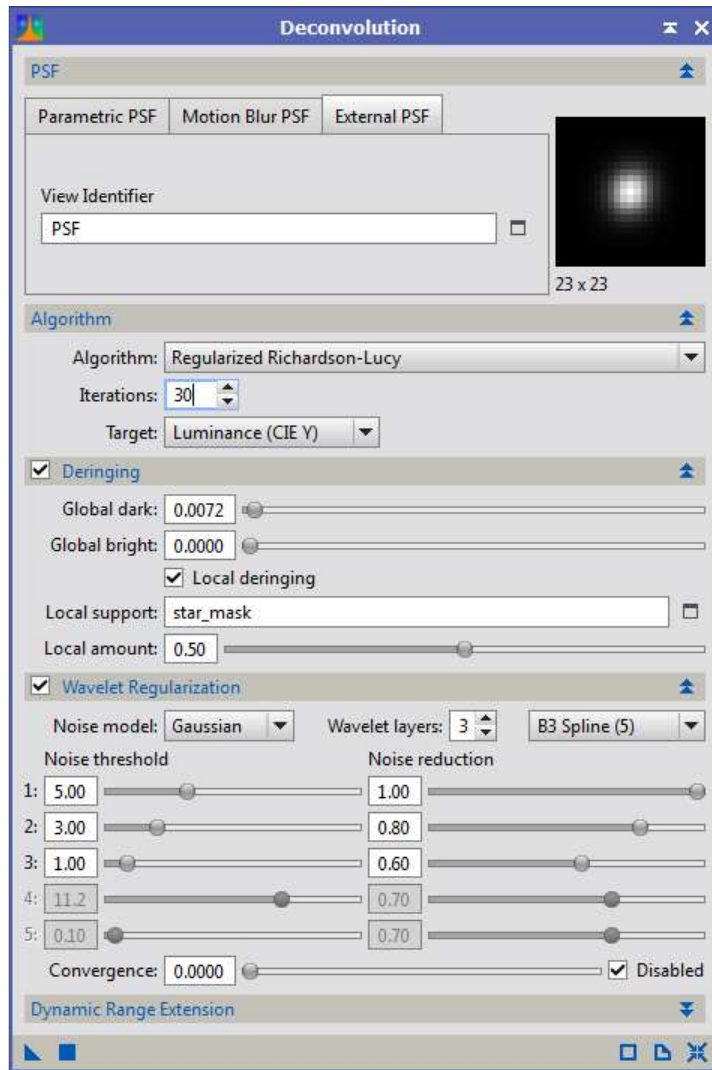 Deconvolution
PSF
Parametric PSF Motion Blur PSF External PSF
View Identifier
PSF
23 x 23
Algorithm
Algorithm: Regularized Richardson-Lucy
Iterations: 30
Target: Luminance (CIE Y)
Deringing
Global dark: 0.0072
Global bright: 0.0000
Local deringing
Local support: star_mask
Local amount: 0.50
Wavelet Regularization
Noise model: Gaussian Wavelet layers: 3 B3 Spline (5)
Noise threshold Noise reduction
1: 5.00 1.00
2: 3.00 0.80
3: 1.00 0.60
4: 11.2 0.70
5: 0.10 0.70
Convergence: 0.0000 Disabled
Dynamic Range Extension